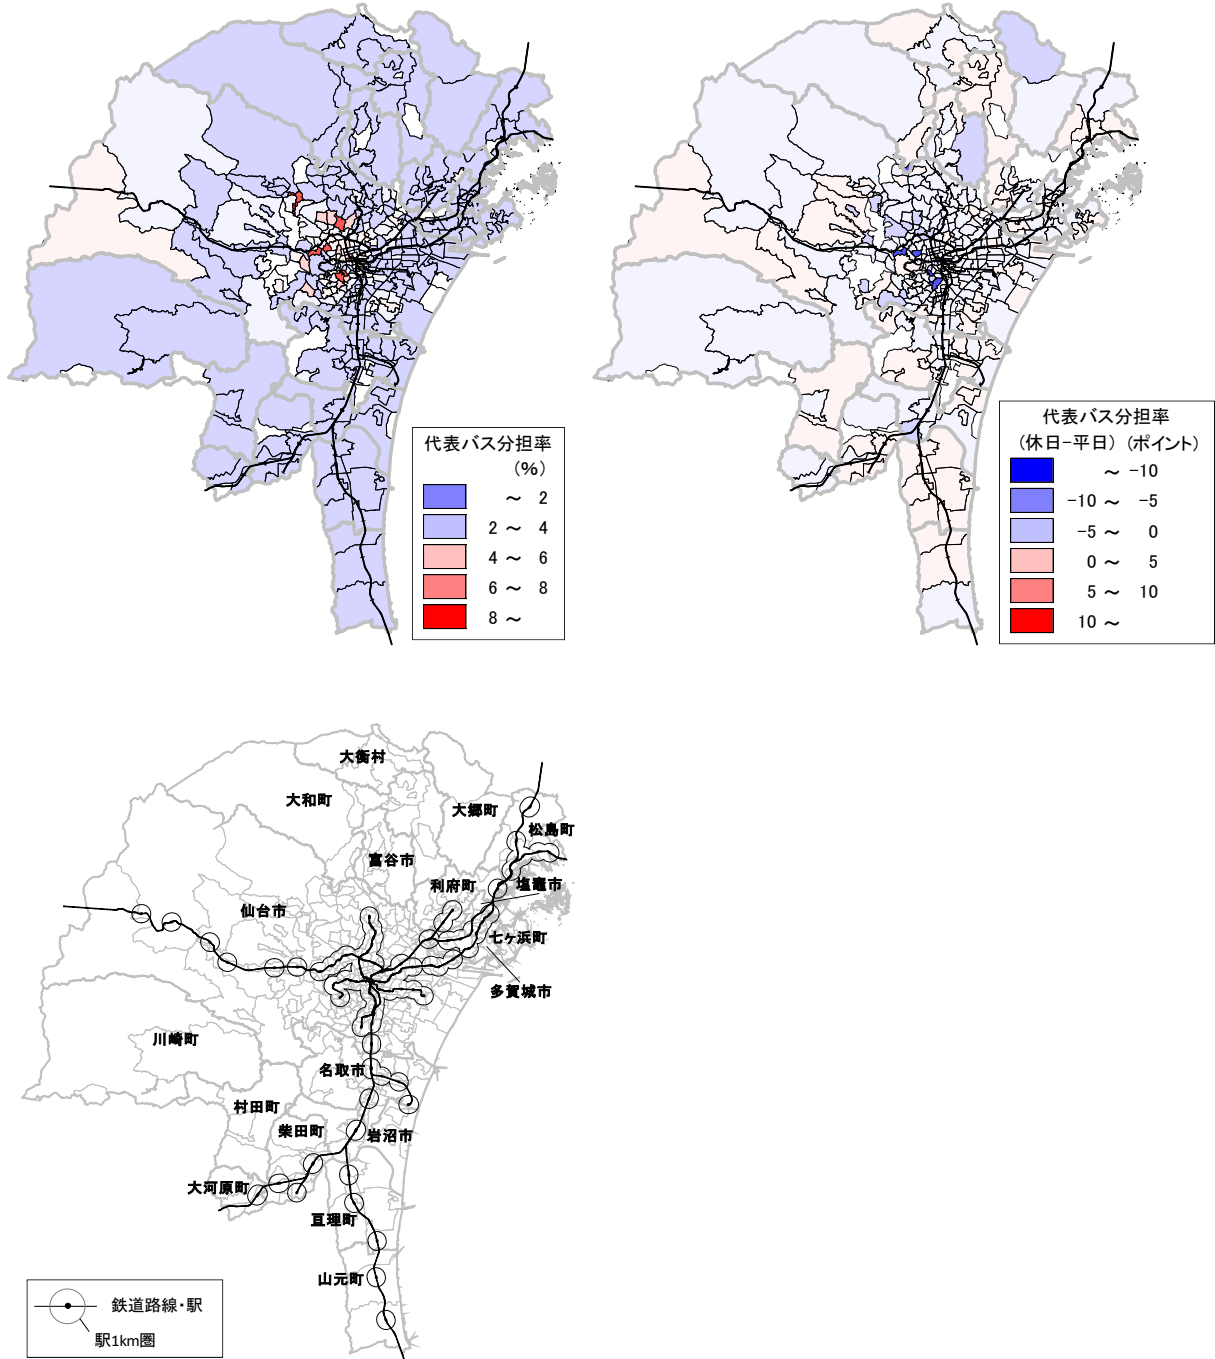 代表バス分担率
(%)
～ 2
2 ～ 4
4 ～ 6
6 ～ 8
8 ～
代表バス分担率
(休日-平日) (ポイント)
～ -10
-10 ～ -5
-5 ～ 0
0 ～ 5
5 ～ 10
10 ～
大衡村
大和町
大郷町
松島町
富谷市
利府町
塩竈市
仙台市
七ヶ浜町
多賀城市
川崎町
名取市
村田町
柴田町
岩沼市
大河原町
亘理町
山元町
鉄道路線・駅
駅1km圏